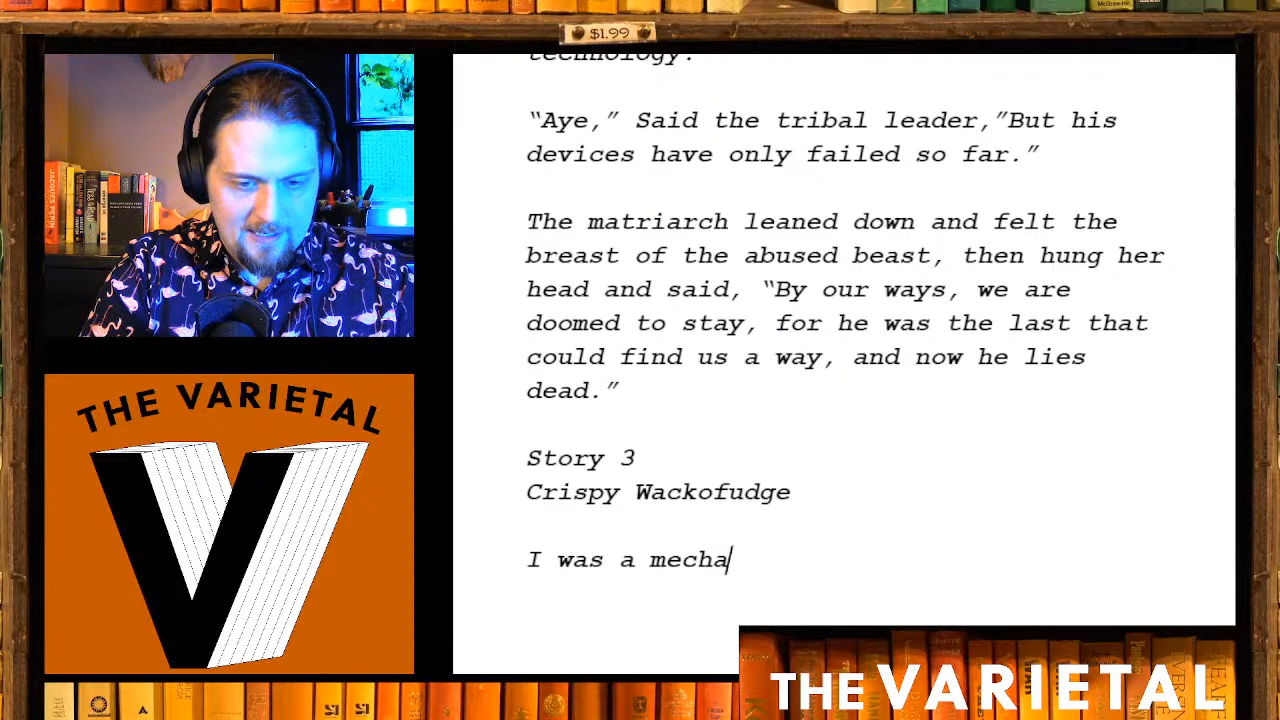 $1.99
technology.
“Aye,” Said the tribal leader,”But his
devices have only failed so far.”
The matriarch leaned down and felt the
breast of the abused beast, then hung her
head and said, “By our ways, we are
doomed to stay, for he was the last that
could find us a way, and now he lies
dead.”
Story 3
Crispy Wackofudge
I was a mecha
JACQUES PEPIN
THE VARIETAL
THE VARIETAL